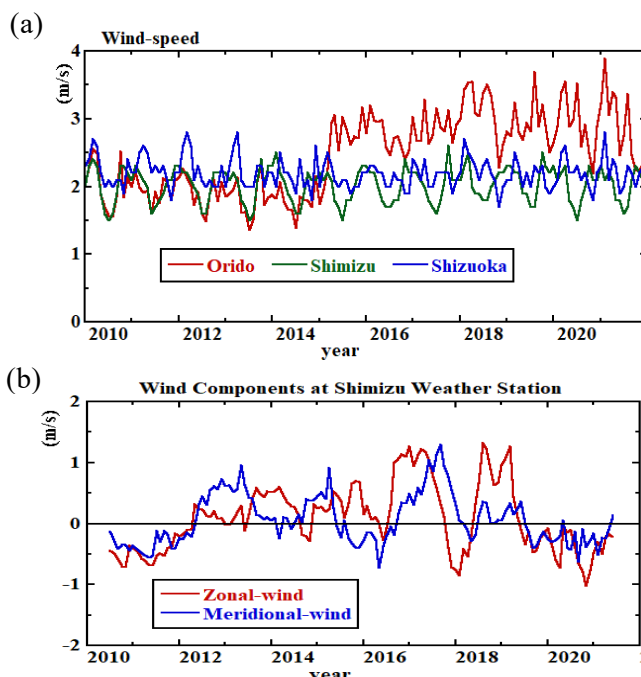 (a)
Wind-speed
(m/s)
4
3
2
1
0
Orido Shimizu Shizuoka
2010 2012 2014 2016 2018 2020
year
(b)
Wind Components at Shimizu Weather Station
(m/s)
2
1
0
−1
−2
Zonal-wind
Meridional-wind
2010 2012 2014 2016 2018 2020
year